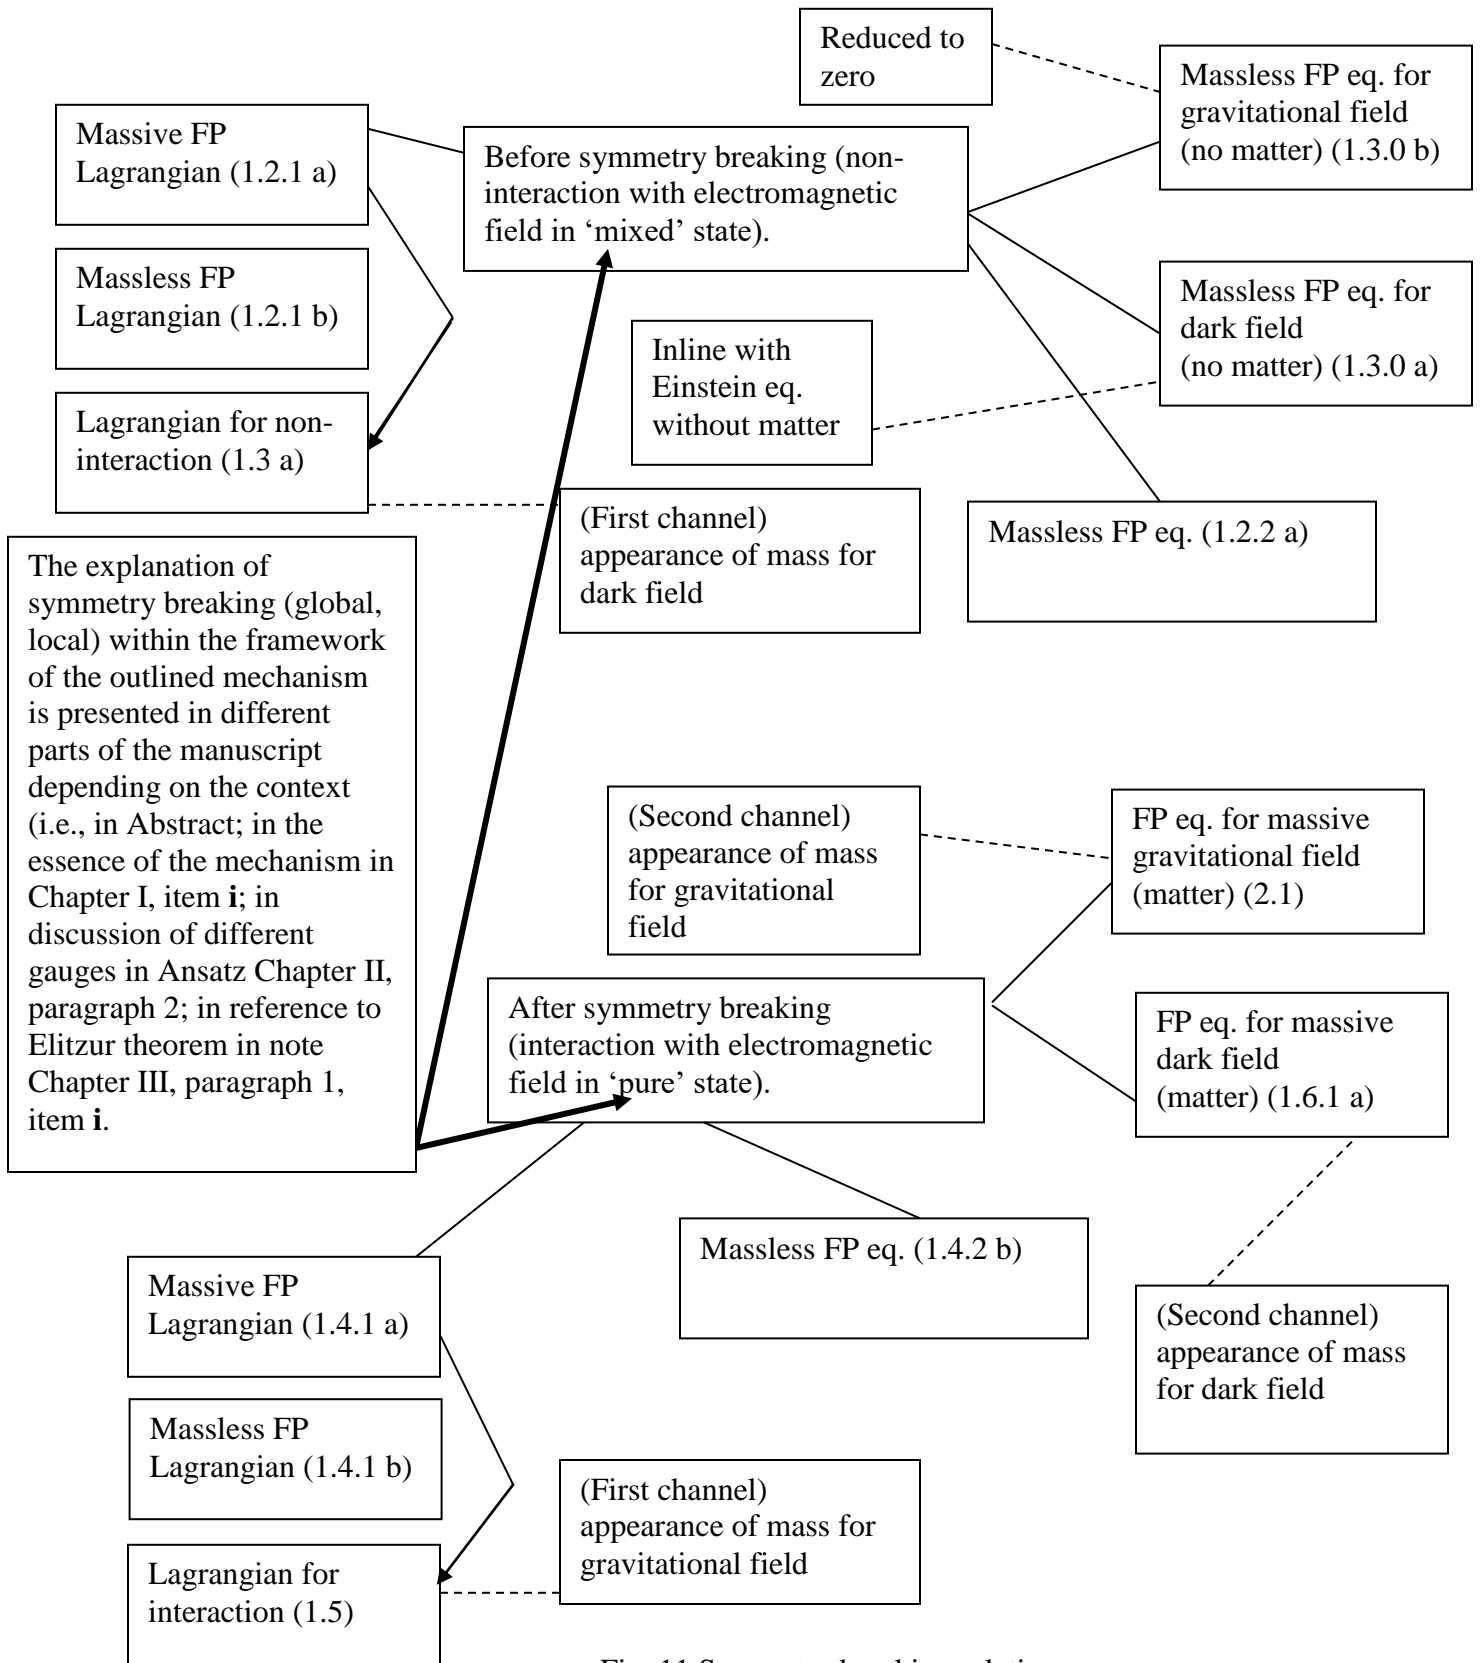 Reduced to
zero
Massless FP eq. for
gravitational field
(no matter) (1.3.0 b)
Massive FP
Lagrangian (1.2.1 a)
Before symmetry breaking (non-
interaction with electromagnetic
field in ‘mixed’ state).
Massless FP
Lagrangian (1.2.1 b)
Massless FP eq. for
dark field
(no matter) (1.3.0 a)
Inline with
Einstein eq.
without matter
Lagrangian for non-
interaction (1.3 a)
(First channel)
appearance of mass for
dark field
Massless FP eq. (1.2.2 a)
The explanation of
symmetry breaking (global,
local) within the framework
of the outlined mechanism
is presented in different
parts of the manuscript
depending on the context
(i.e., in Abstract; in the
essence of the mechanism in
Chapter I, item i; in
discussion of different
gauges in Ansatz Chapter II,
paragraph 2; in reference to
Elitzur theorem in note
Chapter III, paragraph 1,
item i.
(Second channel)
appearance of mass
for gravitational
field
FP eq. for massive
gravitational field
(matter) (2.1)
After symmetry breaking
(interaction with electromagnetic
field in ‘pure’ state).
FP eq. for massive
dark field
(matter) (1.6.1 a)
Massless FP eq. (1.4.2 b)
Massive FP
Lagrangian (1.4.1 a)
(Second channel)
appearance of mass
for dark field
Massless FP
Lagrangian (1.4.1 b)
(First channel)
appearance of mass for
gravitational field
Lagrangian for
interaction (1.5)